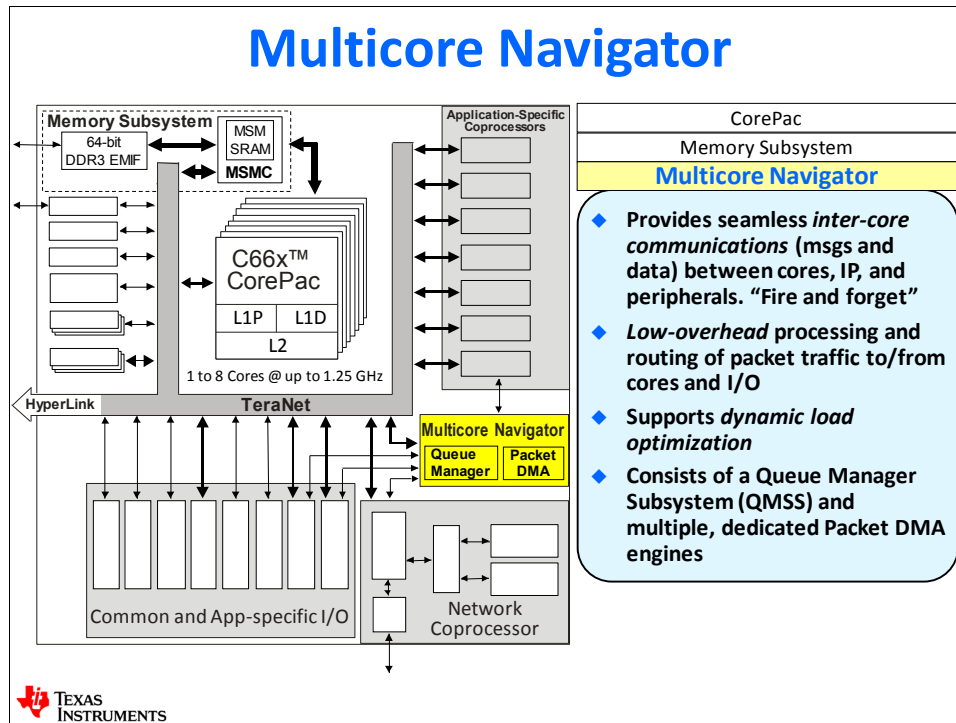 Multicore Navigator
Memory Subsystem
64-bit
DDR3 EMIF
MSM
SRAM
MSMC
Application-Specific
Coprocessors
C66x™
CorePac
L1P L1D
L2
1 to 8 Cores @ up to 1.25 GHz
HyperLink
TeraNet
Multicore Navigator
Queue
Manager
Packet
DMA
Common and App-specific I/O
Network
Coprocessor
CorePac
Memory Subsystem
Multicore Navigator
Provides seamless inter-core
communications (msgs and
data) between cores, IP, and
peripherals. “Fire and forget”
Low-overhead processing and
routing of packet traffic to/from
cores and I/O
Supports dynamic load
optimization
Consists of a Queue Manager
Subsystem (QMSS) and
multiple, dedicated Packet DMA
engines
TEXAS
INSTRUMENTS